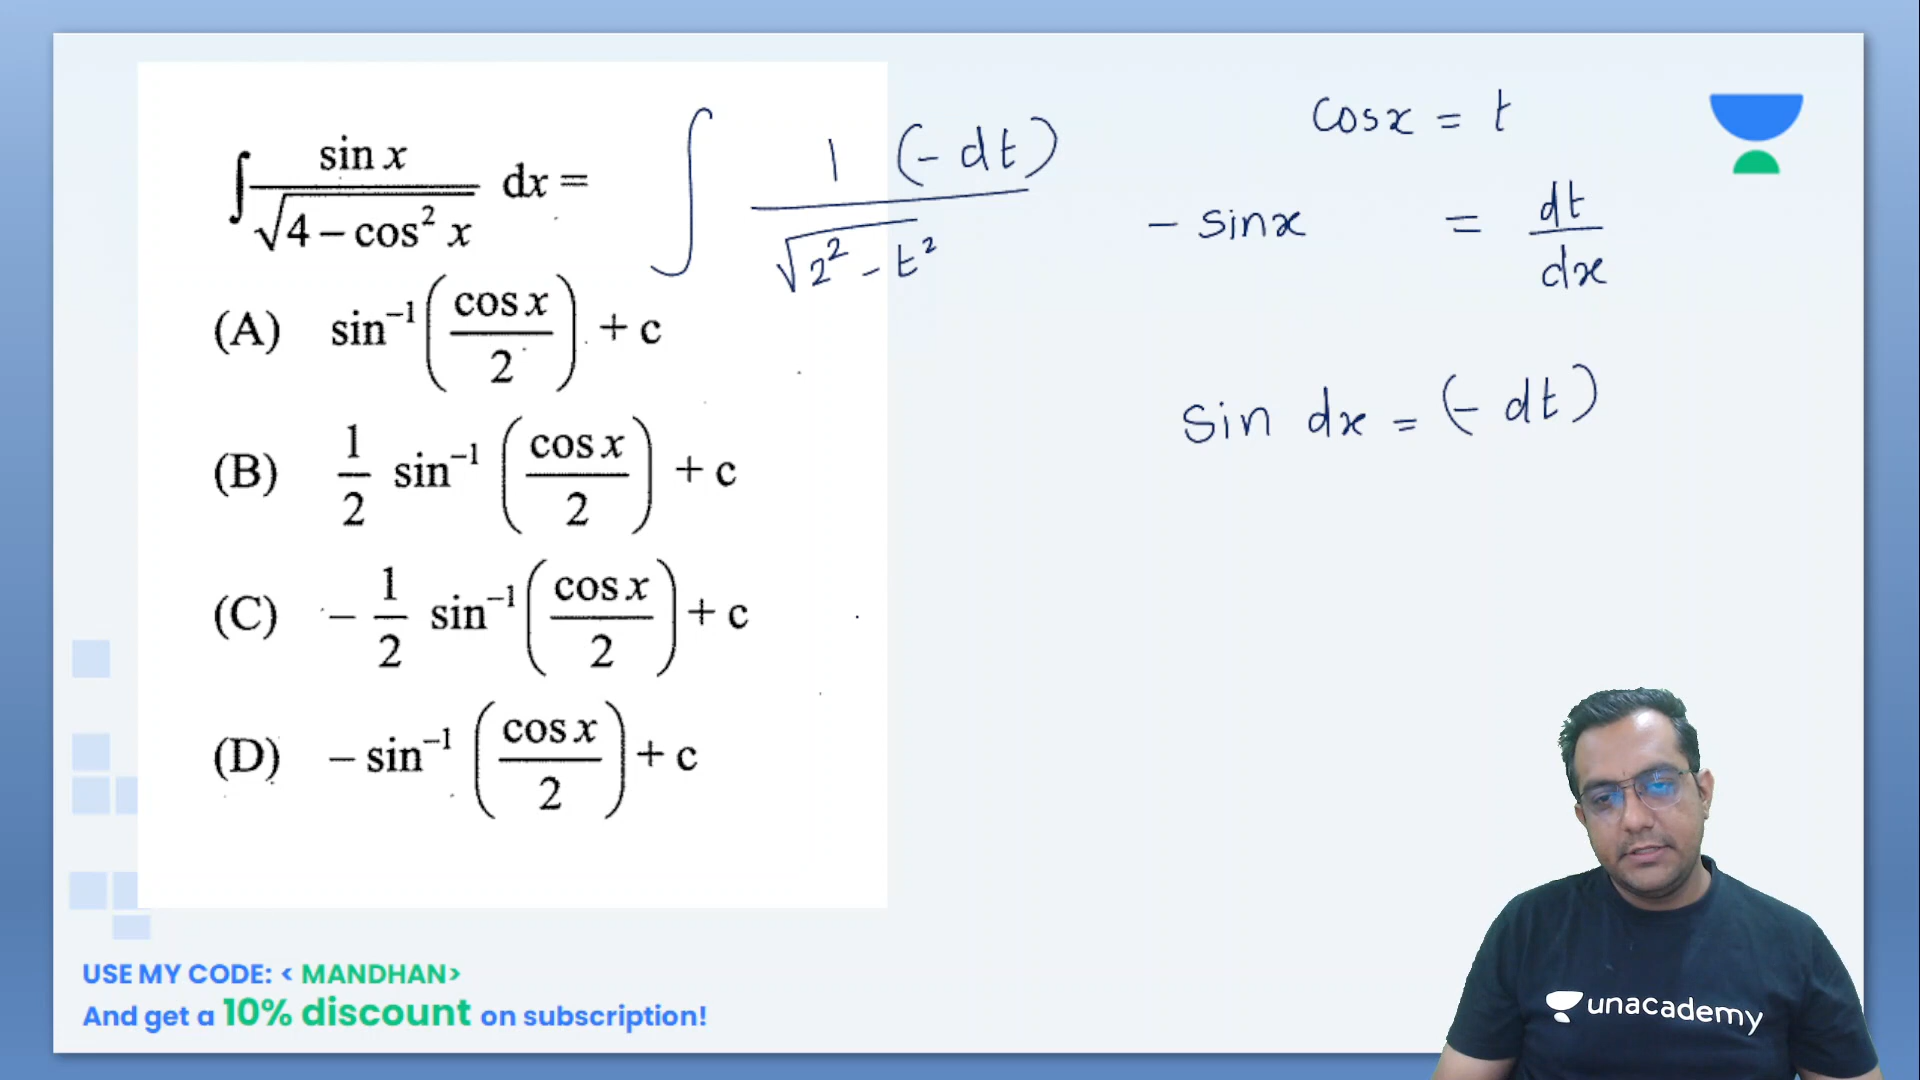 ∫ sin x / √(4 – cos² x) dx =
(A) sin⁻¹ (cos x / 2) + c
(B) 1/2 sin⁻¹ (cos x / 2) + c
(C) – 1/2 sin⁻¹ (cos x / 2) + c
(D) – sin⁻¹ (cos x / 2) + c
∫ 1 (- dt) / √(2² - t²)
cosx = t
- sinx = dt / dx
sin dx = (- dt)
USE MY CODE: < MANDHAN>
And get a 10% discount on subscription!
unacademy